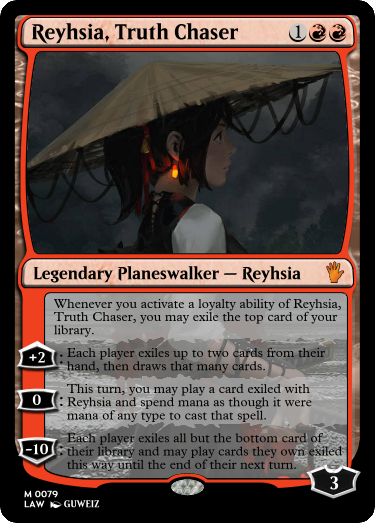 Reyhsia, Truth Chaser 1
Legendary Planeswalker — Reyhsia
Whenever you activate a loyalty ability of Reyhsia,
Truth Chaser, you may exile the top card of your
library.
+2 : Each player exiles up to two cards from their
hand, then draws that many cards.
0 : This turn, you may play a card exiled with
Reyhsia and spend mana as though it were
mana of any type to cast that spell.
-10 : Each player exiles all but the bottom card of
their library and may play cards they own exiled
this way until the end of their next turn.
3
M 0079
LAW GUWEIZ